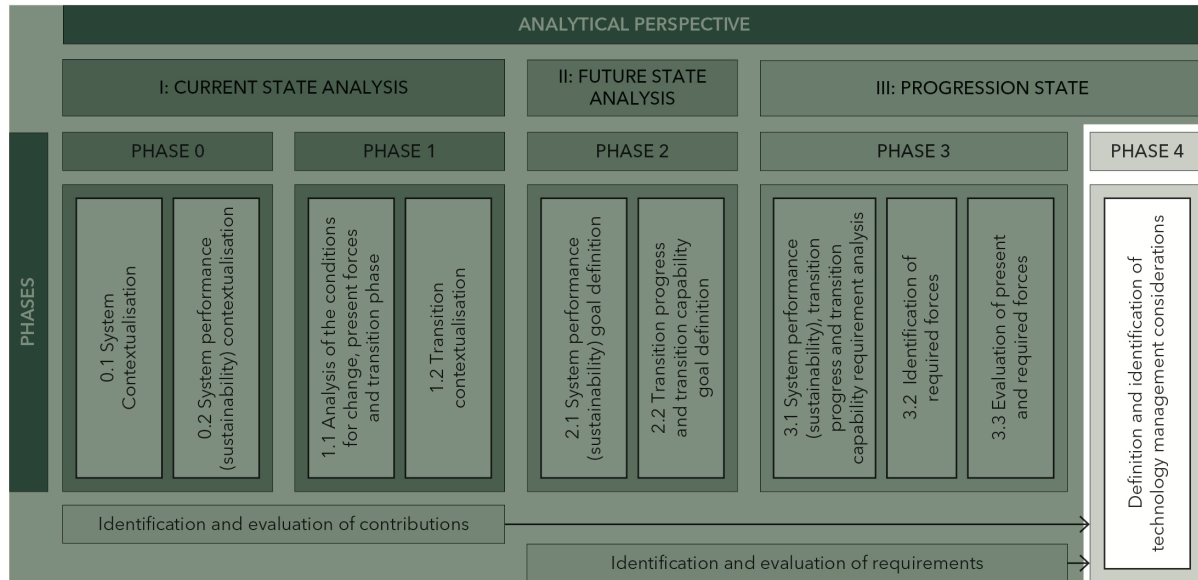 ANALYTICAL PERSPECTIVE
I: CURRENT STATE ANALYSIS
II: FUTURE STATE
ANALYSIS
III: PROGRESSION STATE
PHASES
PHASE 0
PHASE 1
PHASE 2
PHASE 3
PHASE 4
0.1 System
Contextualisation
0.2 System performance
(sustainability) contextualisation
1.1 Analysis of the conditions
for change, present forces
and transition phase
1.2 Transition
contextualisation
2.1 System performance
(sustainability) goal definition
2.2 Transition progress
and transition capability
goal definition
3.1 System performance
(sustainability), transition
progress and transition
capability requirement analysis
3.2 Identification of
required forces
3.3 Evaluation of present
and required forces
Definition and identification of
technology management considerations
Identification and evaluation of contributions
Identification and evaluation of requirements